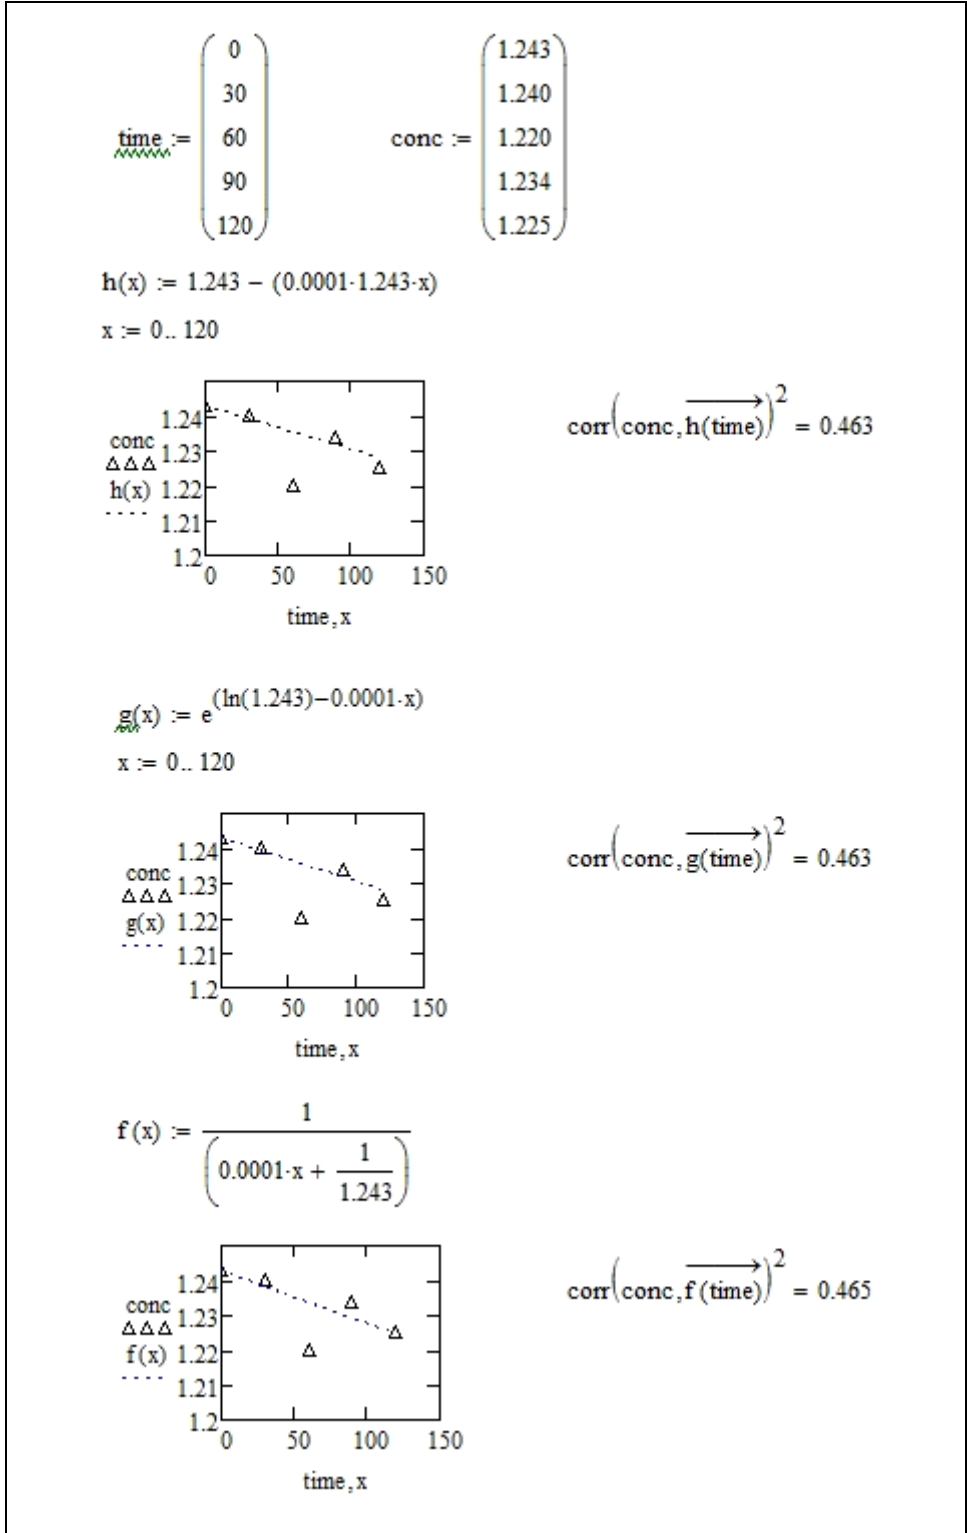 time := ( 0 30 60 90 120 ) conc := ( 1.243 1.240 1.220 1.234 1.225 )
h(x) := 1.243 − (0.0001·1.243·x)
x := 0.. 120
1.24
1.23
1.22
1.21
1.2
conc
h(x)
0 50 100 150
time,x
corr(conc,h(time))2 = 0.463
g(x) := e(ln(1.243)−0.0001·x)
x := 0.. 120
1.24
1.23
1.22
1.21
1.2
conc
g(x)
0 50 100 150
time,x
corr(conc,g(time))2 = 0.463
f(x) := 1 / (0.0001·x + 1 / 1.243)
1.24
1.23
1.22
1.21
1.2
conc
f(x)
0 50 100 150
time,x
corr(conc,f(time))2 = 0.465